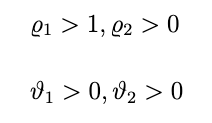 ϱ₁ > 1, ϱ₂ > 0
ϑ₁ > 0, ϑ₂ > 0